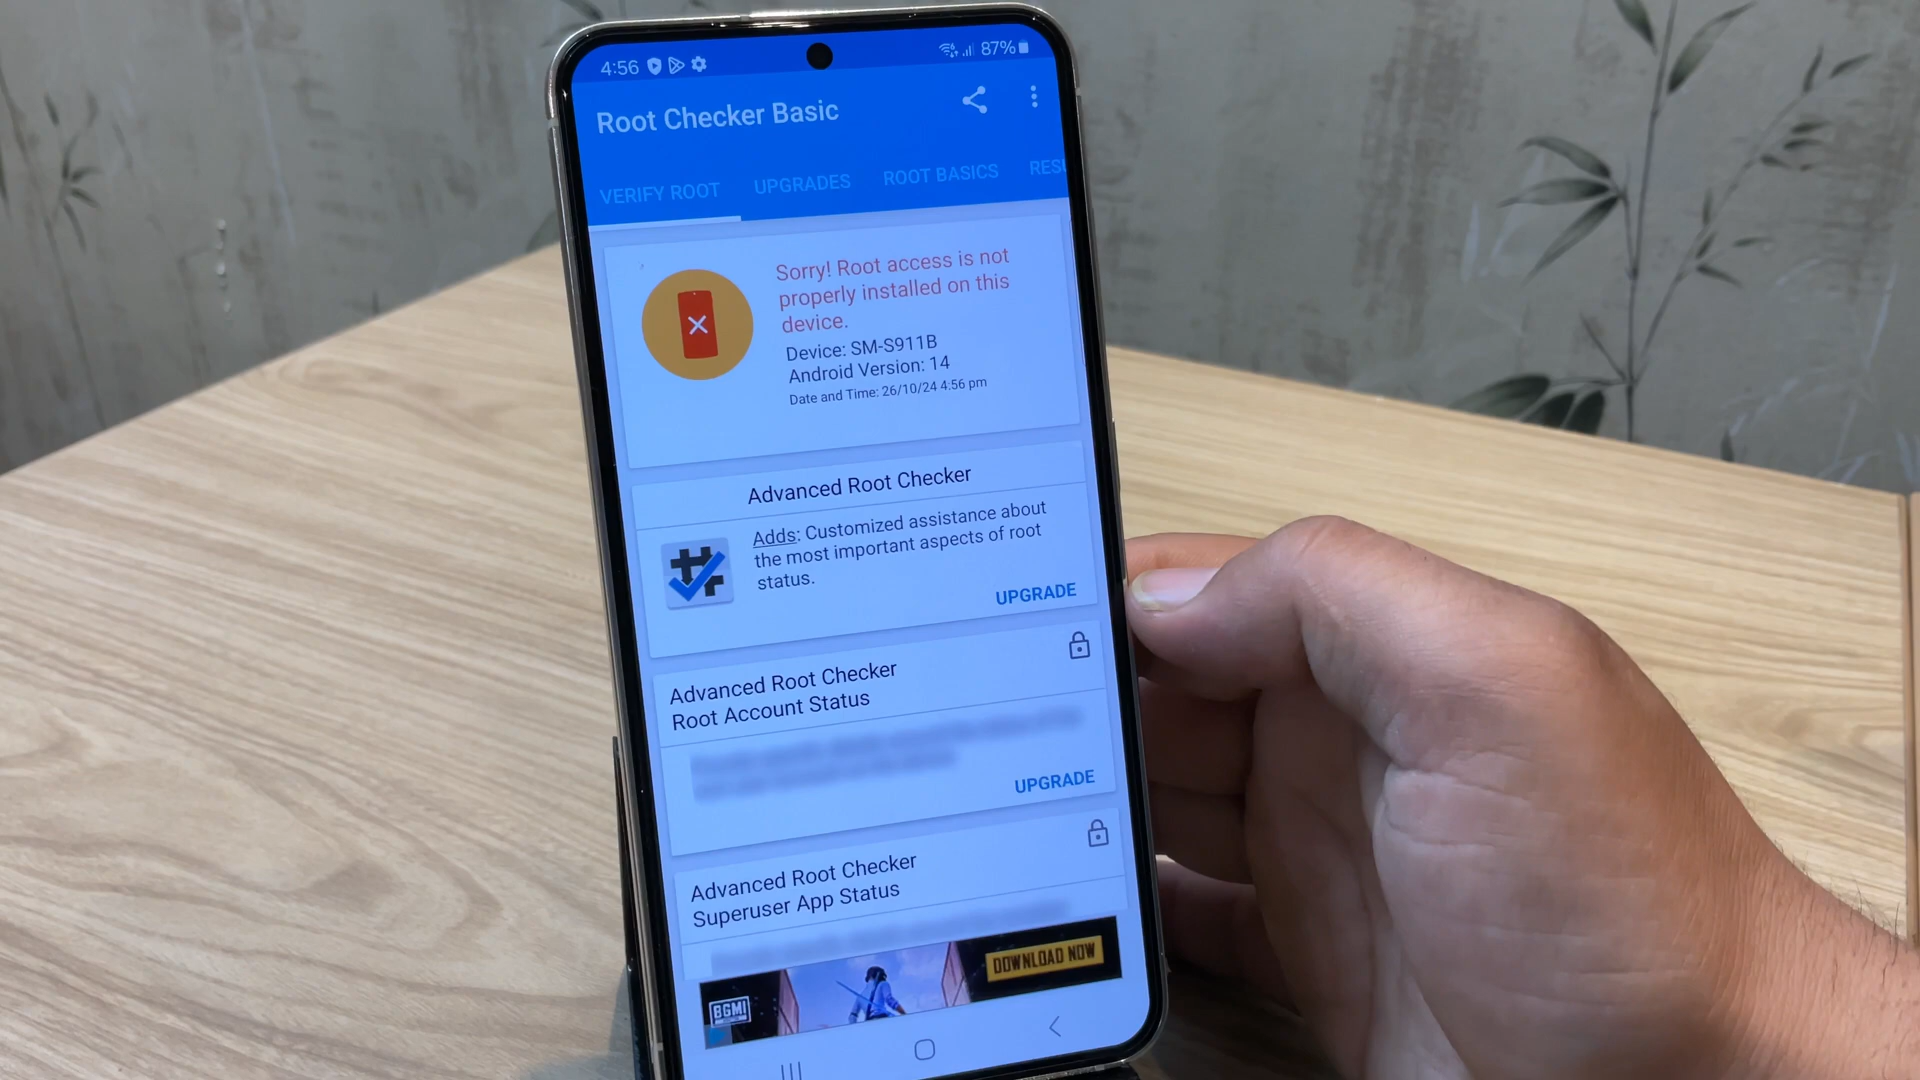 4:56
87%
Root Checker Basic
VERIFY ROOT
UPGRADES
ROOT BASICS
Sorry! Root access is not
properly installed on this
device.
Device: SM-S911B
Android Version: 14
Date and Time: 26/10/24 4:56 pm
Advanced Root Checker
Adds: Customized assistance about
the most important aspects of root
status.
UPGRADE
Advanced Root Checker
Root Account Status
UPGRADE
Advanced Root Checker
Superuser App Status
BGMI
DOWNLOAD NOW